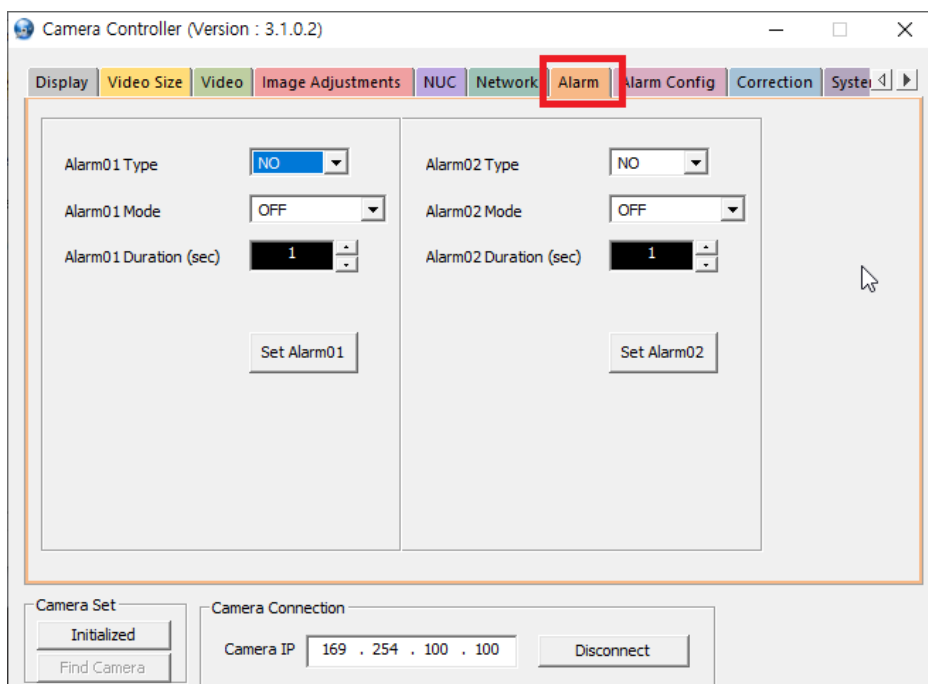 Camera Controller (Version : 3.1.0.2)
Display Video Size Video Image Adjustments NUC Network Alarm Alarm Config Correction Syste
Alarm01 Type NO Alarm02 Type NO
Alarm01 Mode OFF Alarm02 Mode OFF
Alarm01 Duration (sec) 1 Alarm02 Duration (sec) 1
Set Alarm01 Set Alarm02
Camera Set Camera Connection
Initialized
Camera IP 169 . 254 . 100 . 100 Disconnect
Find Camera